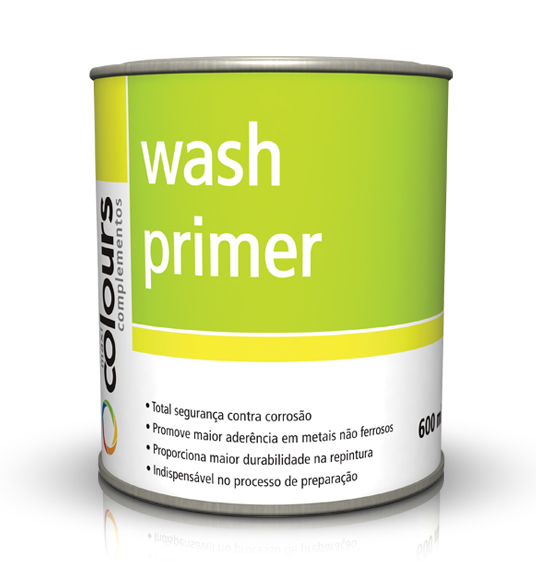 wash
primer
colours
complementos
• Total segurança contra corrosão
• Promove maior aderência em metais não ferrosos
• Proporciona maior durabilidade na repintura
• Indispensável no processo de preparação
600 m